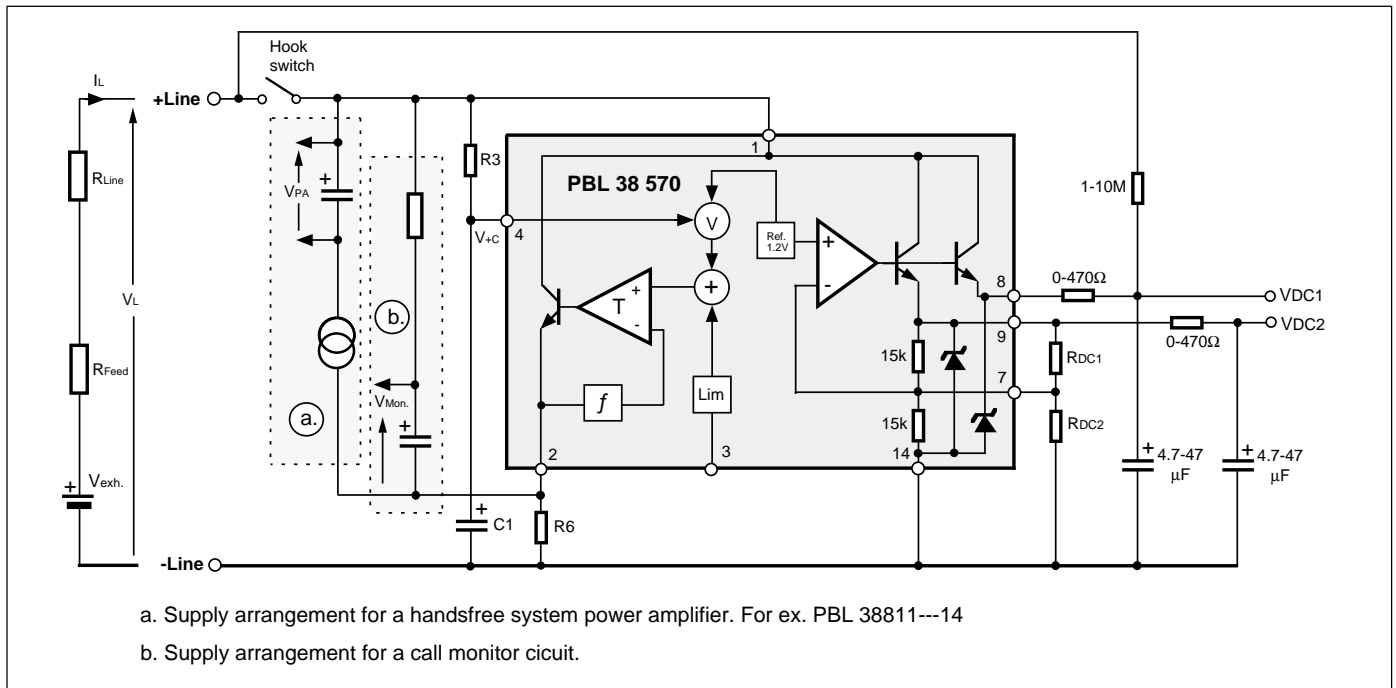 Hook
switch
IL
+Line
VL
RLine
RFeed
+
Vexh.
-Line
VPA
+
a.
b.
VMon.
+
R3
V+C
4
1
PBL 38 570
V
Ref.
1.2V
+
T
+
-
+
-
ƒ
Lim
2
3
14
15k
15k
8
9
7
0-470Ω
0-470Ω
1-10M
VDC1
VDC2
RDC1
RDC2
+
4.7-47
μF
+
4.7-47
μF
+
C1
R6
a. Supply arrangement for a handsfree system power amplifier. For ex. PBL 38811---14
b. Supply arrangement for a call monitor cicuit.